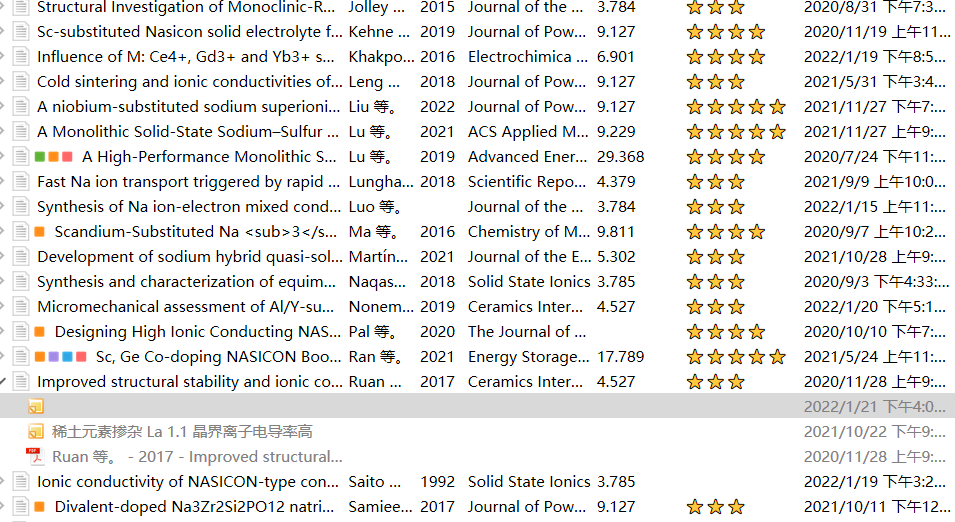 Structural Investigation of Monoclinic-R... Jolley ... 2015 Journal of the ... 3.784 2020/8/31 下午7:3...
Sc-substituted Nasicon solid electrolyte f... Kehne ... 2019 Journal of Pow... 9.127 2020/11/19 上午11...
Influence of M: Ce4+, Gd3+ and Yb3+ s... Khakpo... 2016 Electrochimica ... 6.901 2022/1/19 下午8:5...
Cold sintering and ionic conductivities of... Leng ... 2018 Journal of Pow... 9.127 2021/5/31 下午3:4...
A niobium-substituted sodium superioni... Liu 等。 2022 Journal of Pow... 9.127 2021/11/27 下午7:...
A Monolithic Solid-State Sodium–Sulfur ... Lu 等。 2021 ACS Applied M... 9.229 2021/11/27 上午9:...
A High-Performance Monolithic S... Lu 等。 2019 Advanced Ener... 29.368 2020/7/24 下午11:...
Fast Na ion transport triggered by rapid ... Lungha... 2018 Scientific Repo... 4.379 2021/9/9 上午10:0...
Synthesis of Na ion-electron mixed cond... Luo 等。 Journal of the ... 3.784 2022/1/15 上午11:...
Scandium-Substituted Na <sub>3</s... Ma 等。 2016 Chemistry of M... 9.811 2020/9/7 上午10:2...
Development of sodium hybrid quasi-sol... Martín... 2021 Journal of the E... 5.302 2021/10/28 上午9:...
Synthesis and characterization of equim... Naqas... 2018 Solid State Ionics 3.785 2020/9/3 下午4:33:...
Micromechanical assessment of Al/Y-su... Nonem... 2019 Ceramics Inter... 4.527 2022/1/20 下午5:1...
Designing High Ionic Conducting NAS... Pal 等。 2020 The Journal of ... 2020/10/10 下午7:...
Sc, Ge Co-doping NASICON Boo... Ran 等。 2021 Energy Storage... 17.789 2021/5/24 上午11:...
Improved structural stability and ionic co... Ruan ... 2017 Ceramics Inter... 4.527 2020/11/28 上午9:...
2022/1/21 下午4:0...
稀土元素掺杂 La 1.1 晶界离子电导率高 2021/10/22 下午9:...
Ruan 等。 - 2017 - Improved structural... 2020/11/28 上午9:...
Ionic conductivity of NASICON-type con... Saito ... 1992 Solid State Ionics 3.785 2022/1/19 下午3:2...
Divalent-doped Na3Zr2Si2PO12 natri... Samiee... 2017 Journal of Pow... 9.127 2021/10/11 下午12...